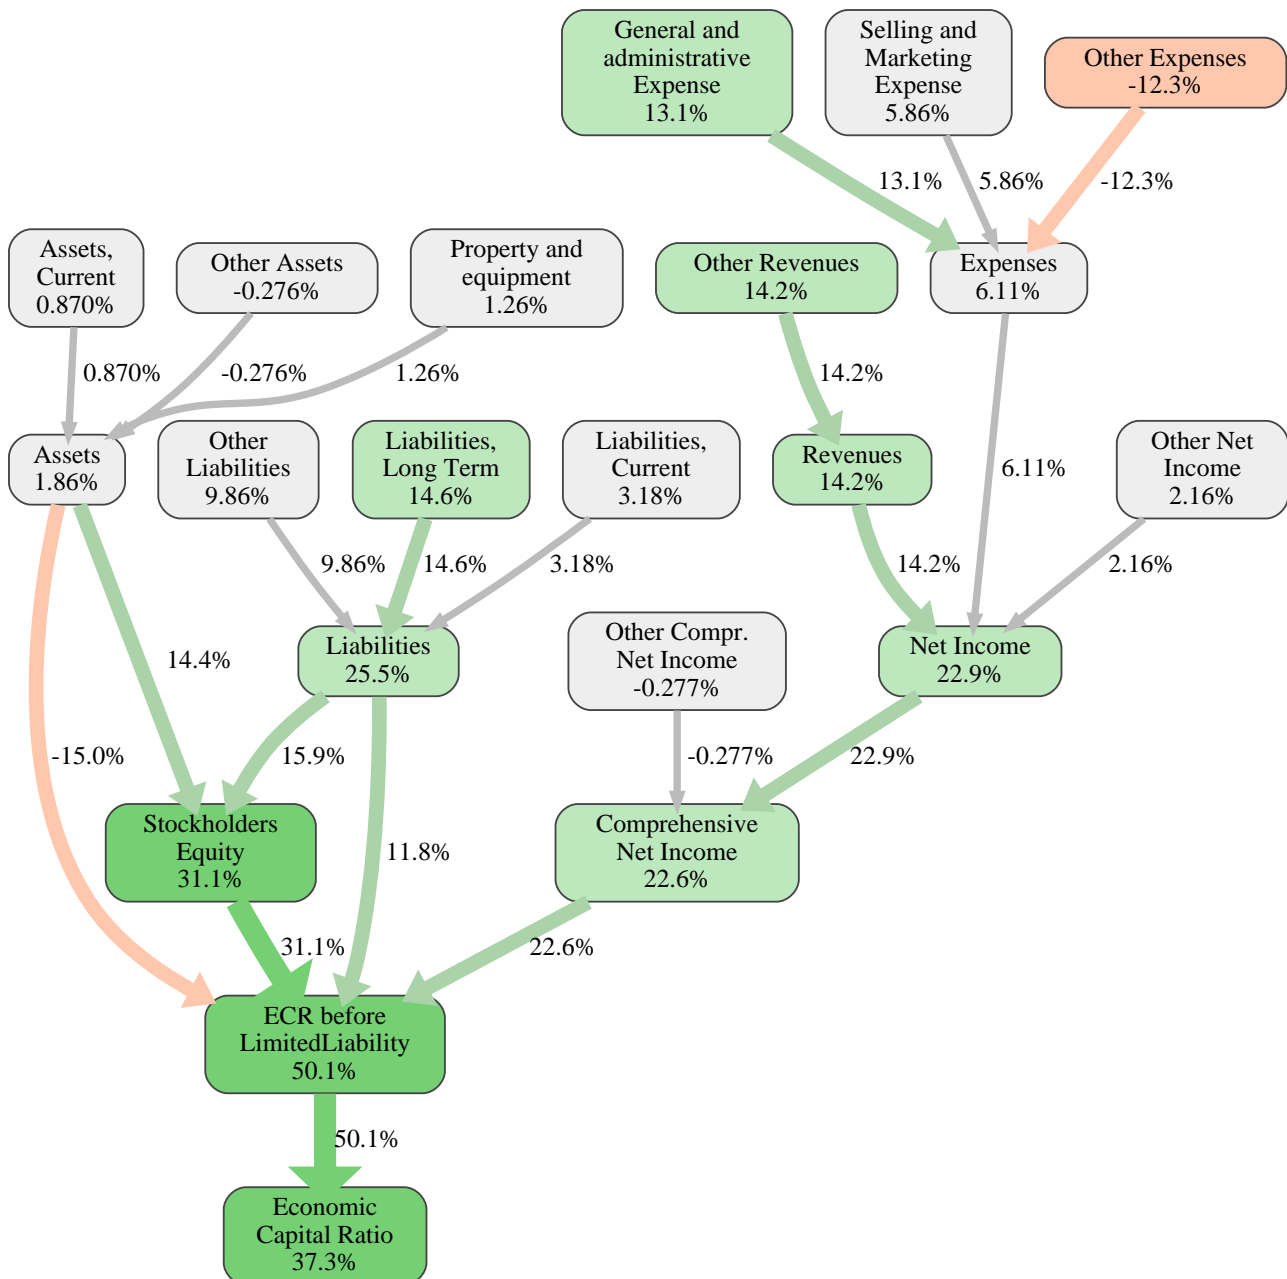 General and
administrative
Expense
13.1%
Selling and
Marketing
Expense
5.86%
Other Expenses
-12.3%
13.1%
5.86%
-12.3%
Assets,
Current
0.870%
Other Assets
-0.276%
Property and
equipment
1.26%
Other Revenues
14.2%
Expenses
6.11%
0.870%
-0.276%
1.26%
14.2%
Assets
1.86%
Other
Liabilities
9.86%
Liabilities,
Long Term
14.6%
Liabilities,
Current
3.18%
Revenues
14.2%
6.11%
Other Net
Income
2.16%
9.86%
14.6%
3.18%
14.2%
2.16%
14.4%
Liabilities
25.5%
Other Compr.
Net Income
-0.277%
Net Income
22.9%
-15.0%
15.9%
-0.277%
22.9%
Stockholders
Equity
31.1%
11.8%
Comprehensive
Net Income
22.6%
31.1%
22.6%
ECR before
LimitedLiability
50.1%
50.1%
Economic
Capital Ratio
37.3%